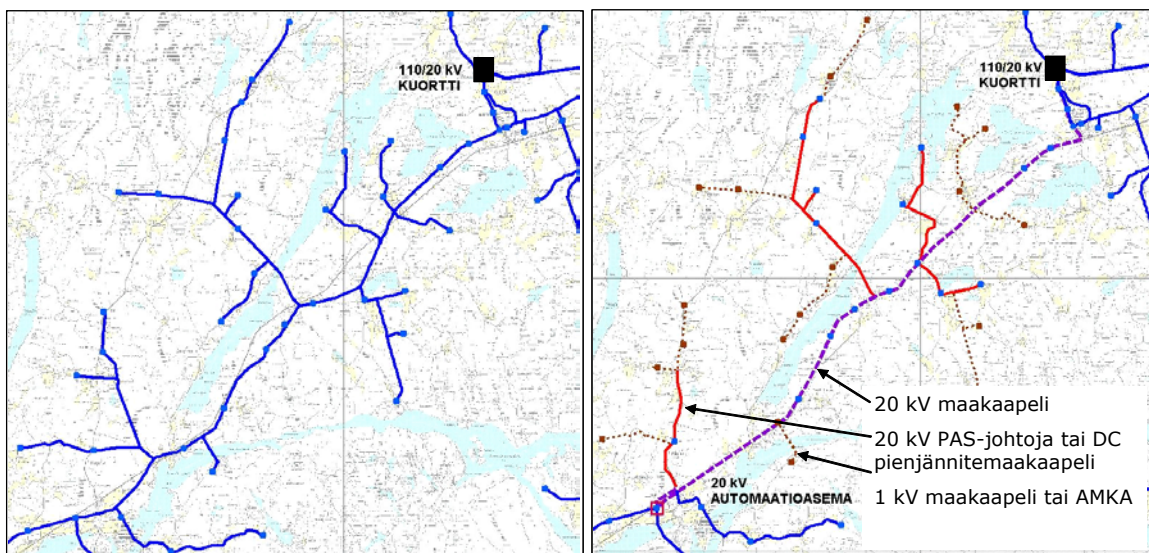 110/20 kV
KUORTTI
110/20 kV
KUORTTI
20 kV maakaapeli
20 kV PAS-johtoja tai DC
pienjännitemaakaapeli
1 kV maakaapeli tai AMKA
20 kV
AUTOMAATIOASEMA